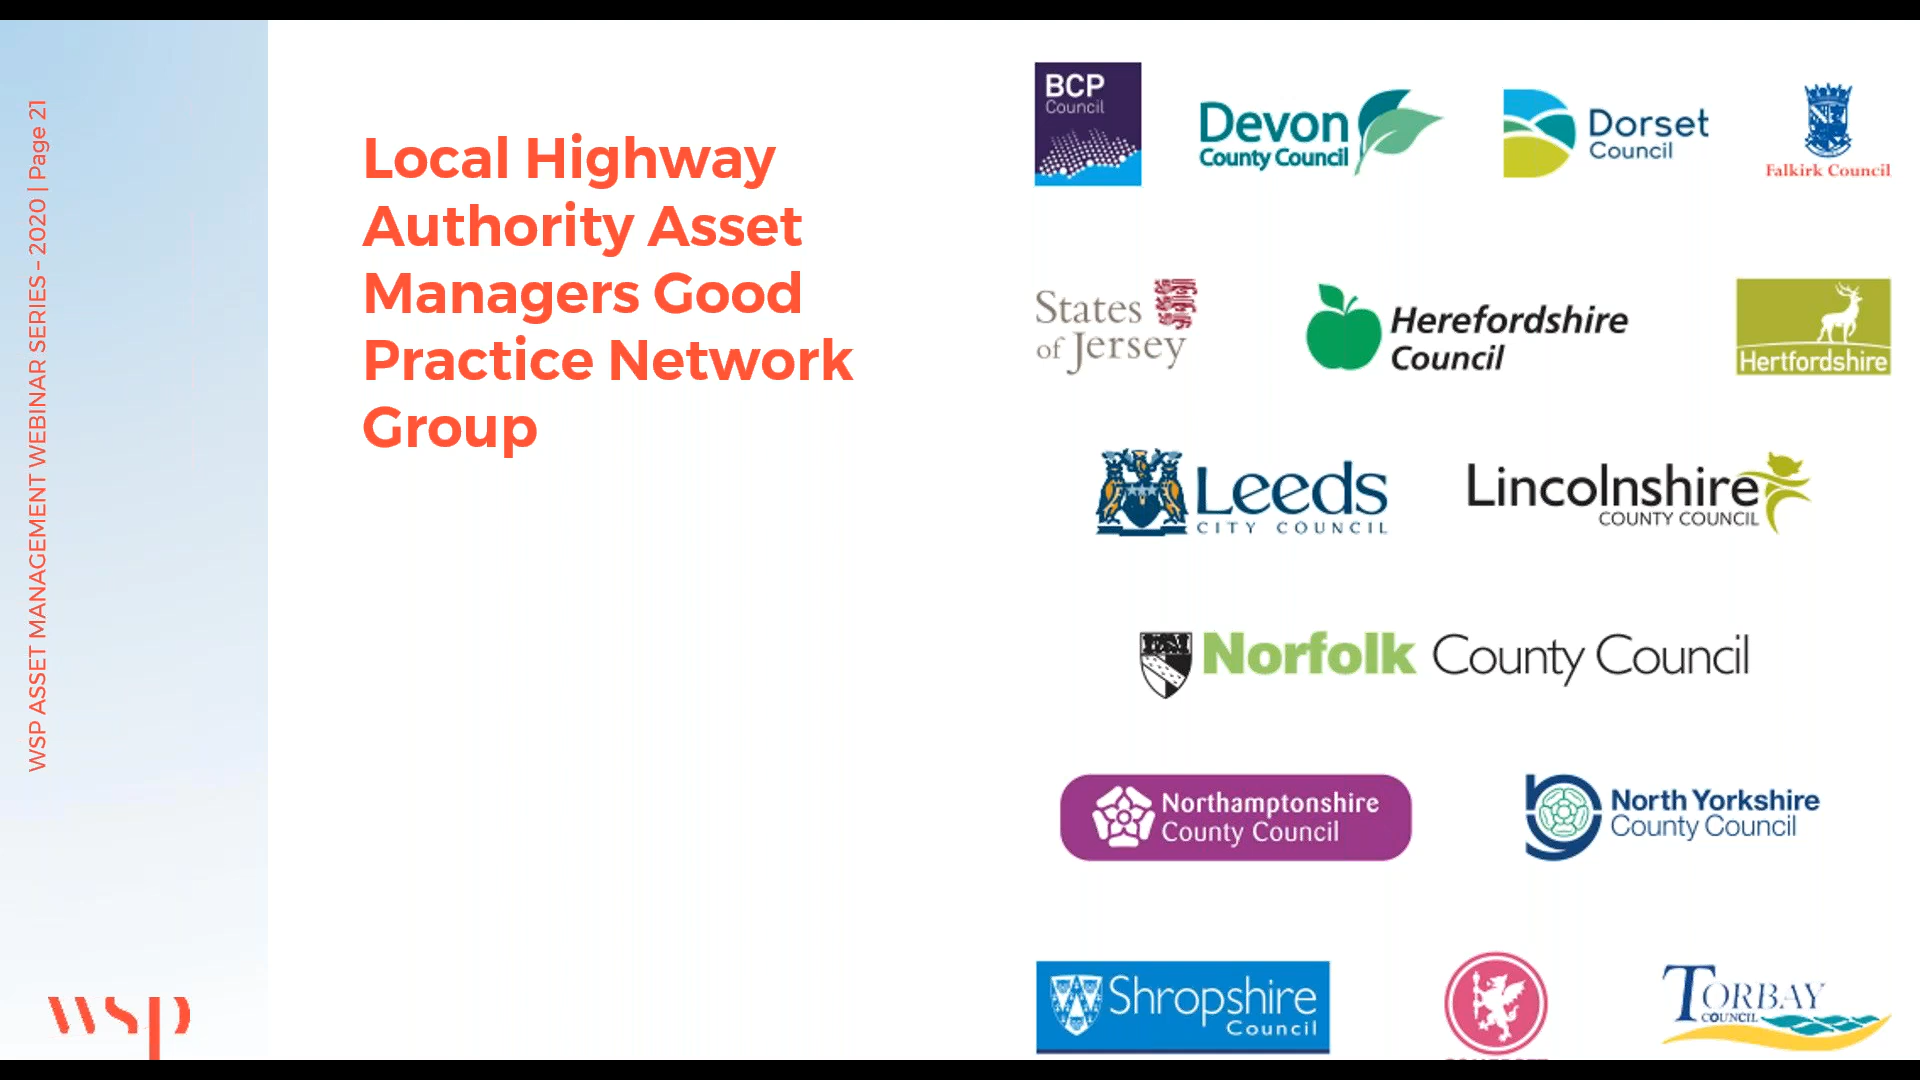 WSP ASSET MANAGEMENT WEBINAR SERIES – 2020 | Page 21
wsp
Local Highway
Authority Asset
Managers Good
Practice Network
Group
BCP
Council
Devon
County Council
Dorset
Council
Falkirk Council
States
of Jersey
Herefordshire
Council
Hertfordshire
Leeds
CITY COUNCIL
Lincolnshire
COUNTY COUNCIL
Norfolk County Council
Northamptonshire
County Council
North Yorkshire
County Council
Shropshire
Council
TORBAY
COUNCIL